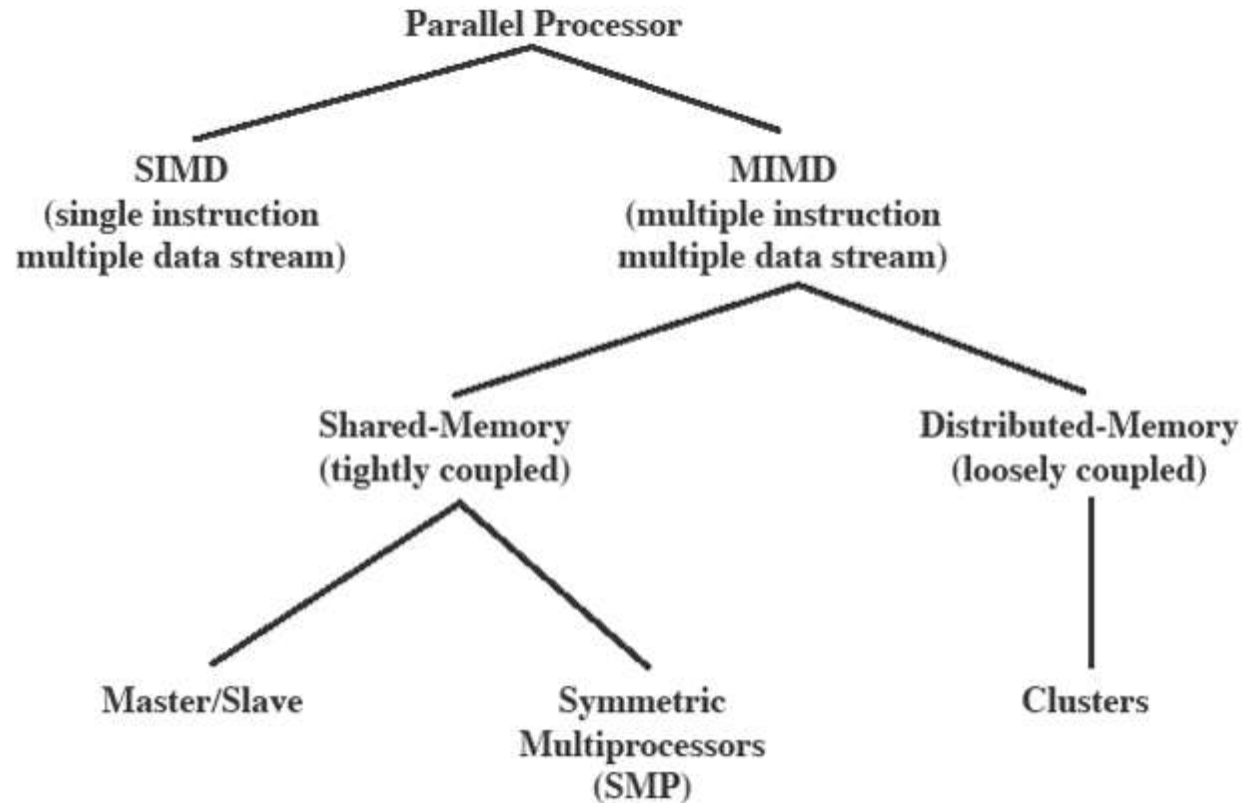 Parallel Processor
SIMD
(single instruction
multiple data stream)
MIMD
(multiple instruction
multiple data stream)
Shared-Memory
(tightly coupled)
Distributed-Memory
(loosely coupled)
Master/Slave
Symmetric
Multiprocessors
(SMP)
Clusters